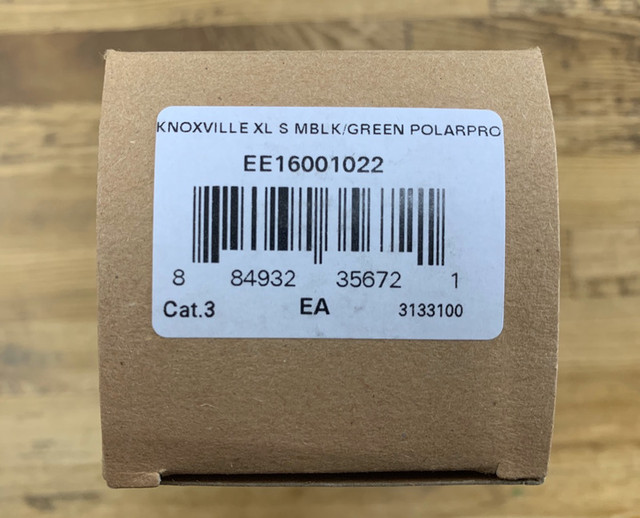 KNOXVILLE XL S MBLK/GREEN POLARPRO
EE16001022
8 84932 35672 1
Cat.3 EA 3133100